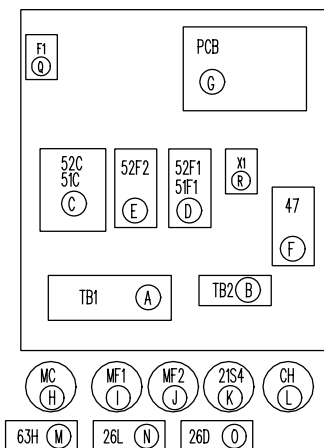 F1
Q
PCB
G
52C
51C
C
52F2
E
52F1
51F1
D
X1
R
47
F
TB1 A
TB2 B
MC
H
MF1
I
MF2
J
21S4
K
CH
L
63H M
26L N
26D O